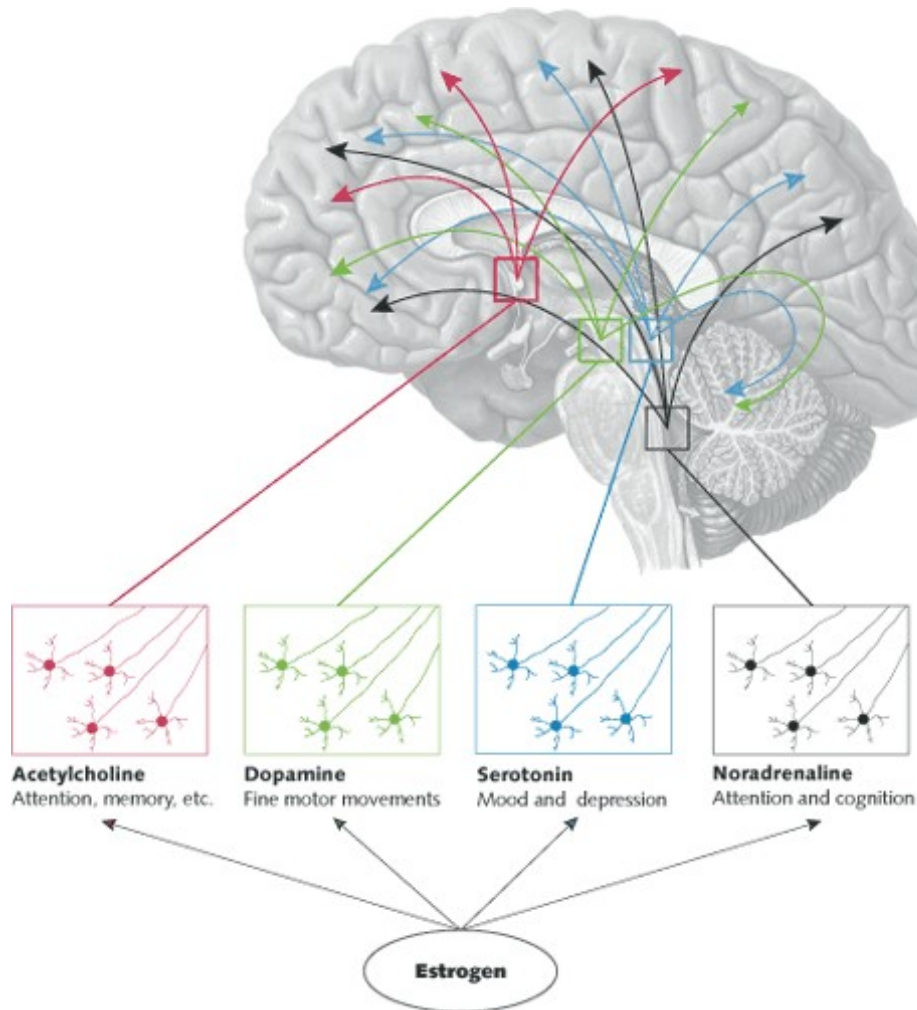 Acetylcholine
Attention, memory, etc.
Dopamine
Fine motor movements
Serotonin
Mood and depression
Noradrenaline
Attention and cognition
Estrogen